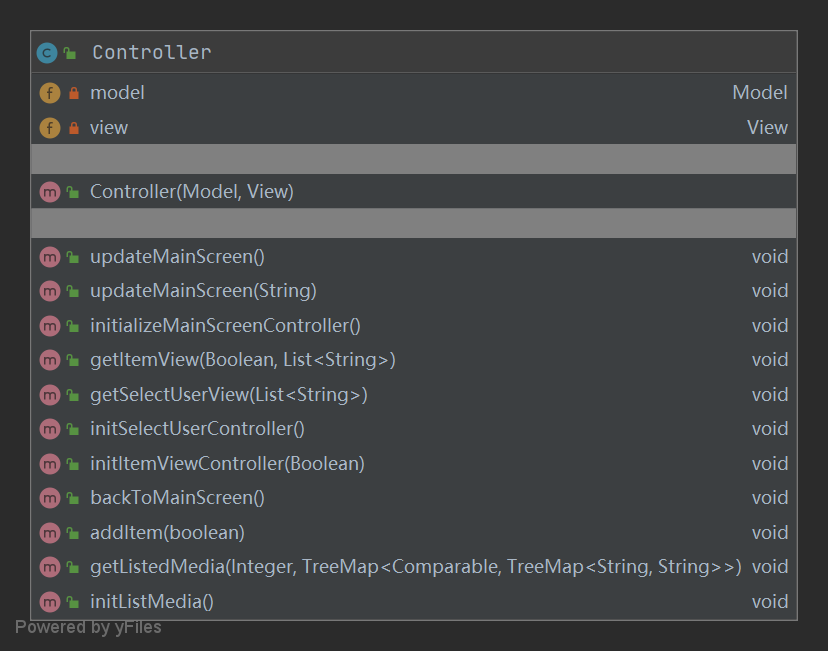 C Controller
f model Model
f view View
m Controller(Model, View)
m updateMainScreen() void
m updateMainScreen(String) void
m initializeMainScreenController() void
m getItemView(Boolean, List<String>) void
m getSelectUserView(List<String>) void
m initSelectUserController() void
m initItemViewController(Boolean) void
m backToMainScreen() void
m addItem(boolean) void
m getListedMedia(Integer, TreeMap<Comparable, TreeMap<String, String>>) void
m initListMedia() void
Powered by yFiles